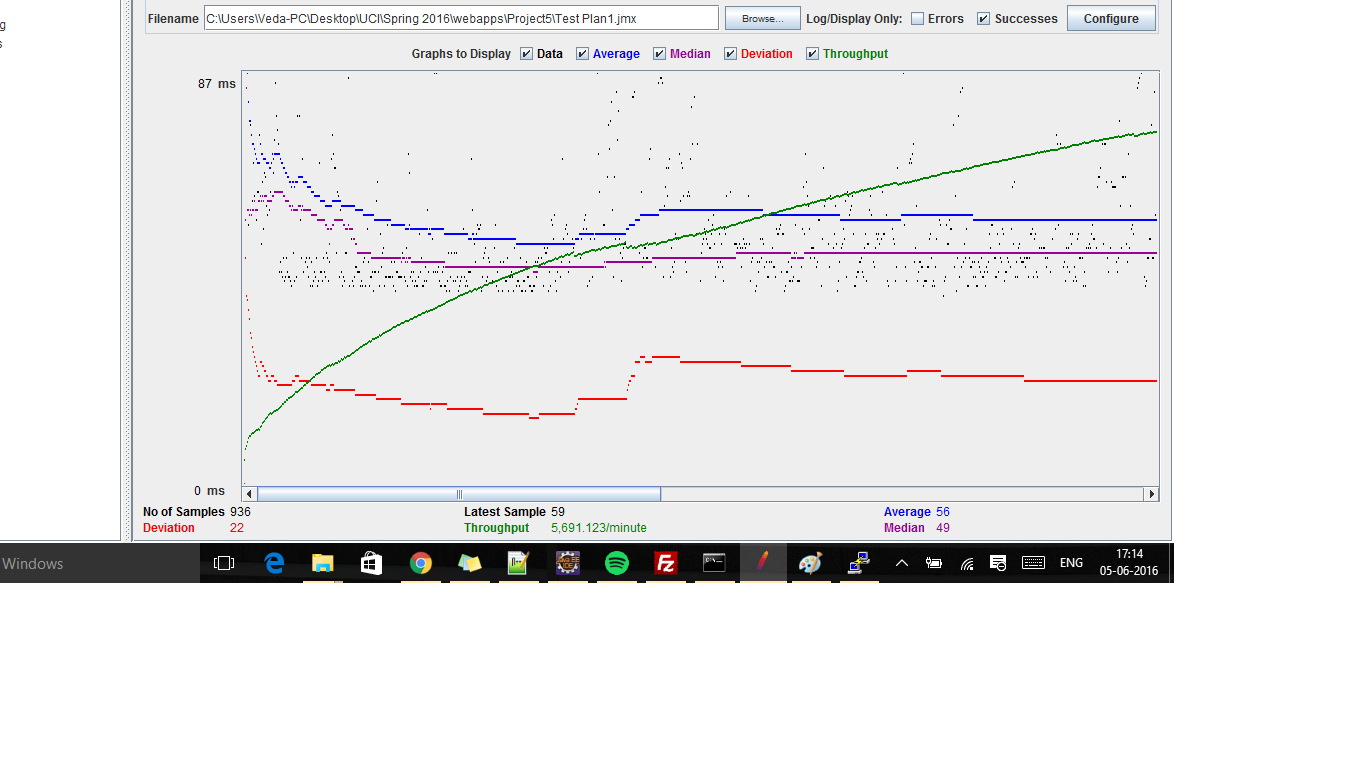 Filename C:\Users\Veda-PC\Desktop\UCI\Spring 2016\webapps\Project5\Test Plan1.jmx Browse... Log/Display Only: Errors Successes Configure
g
Graphs to Display Data Average Median Deviation Throughput
s
87 ms
0 ms
No of Samples 936 Latest Sample 59 Average 56
Deviation 22 Throughput 5,691.123/minute Median 49
Windows
ENG
17:14
05-06-2016